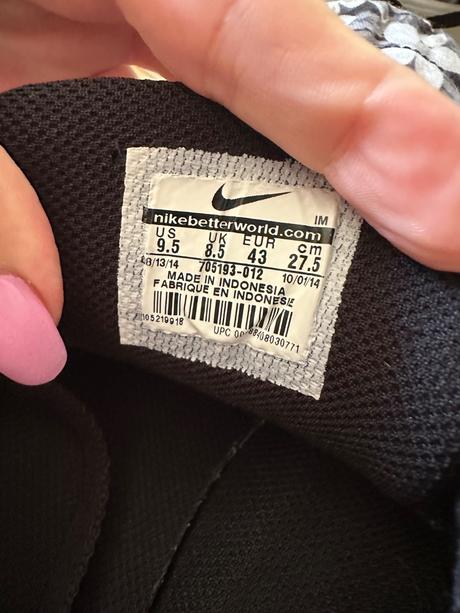 IM
nikebetterworld.com
US UK EUR cm
9.5 8.5 43 27.5
08/13/14 705193-012 10/01/14
MADE IN INDONESIA
FABRIQUE EN INDONESIE
UPC